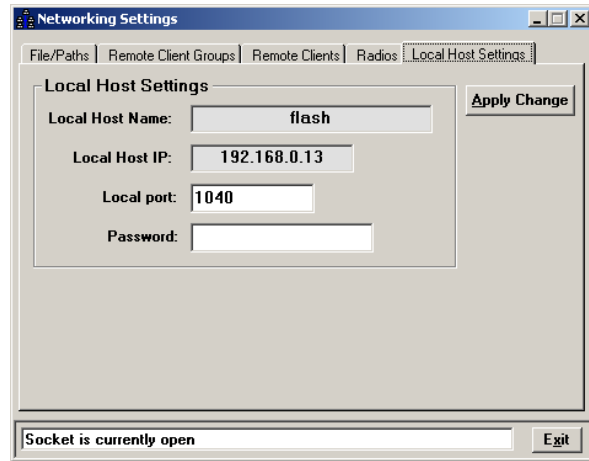 Networking Settings
File/Paths Remote Client Groups Remote Clients Radios Local Host Settings
Local Host Settings
Apply Change
Local Host Name: flash
Local Host IP: 192.168.0.13
Local port: 1040
Password:
Socket is currently open
Exit